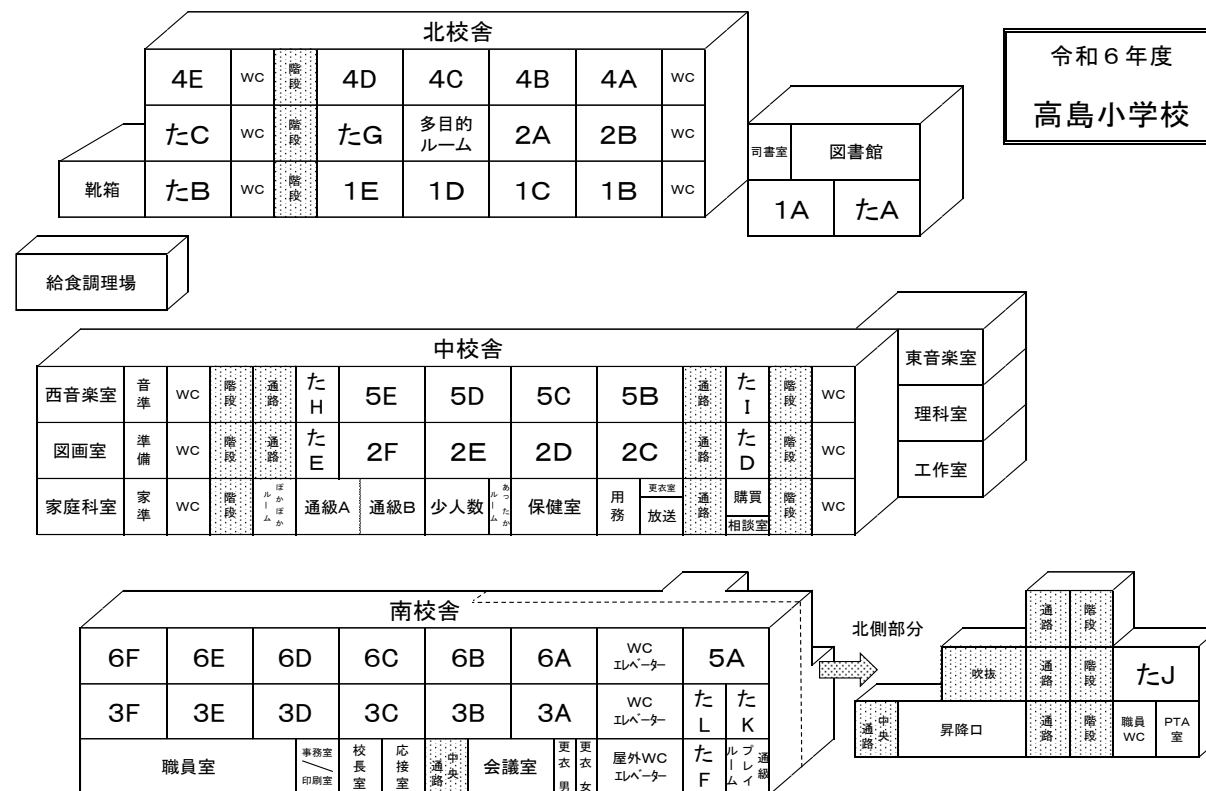 令和６年度
高島小学校
北校舎
4E WC 階段 4D 4C 4B 4A WC
たC WC 階段 たG 多目的ルーム 2A 2B WC
靴箱 たB WC 階段 1E 1D 1C 1B WC
司書室 図書館
1A たA
給食調理場
中校舎
西音楽室 音準 WC 階段 通路 たH 5E 5D 5C 5B 通路 たI 階段 WC
図画室 準備 WC 階段 通路 たE 2F 2E 2D 2C 通路 たD 階段 WC
家庭科室 家準 WC 階段 ぽかぽかルーム 通級A 通級B 少人数 あったかルーム 保健室 用務 更衣室 放送 通路 購買 相談室 階段 WC
東音楽室
理科室
工作室
南校舎
6F 6E 6D 6C 6B 6A WC ｴﾚﾍﾞｰﾀｰ 5A
3F 3E 3D 3C 3B 3A WC ｴﾚﾍﾞｰﾀｰ たL たK
職員室 事務室 印刷室 校長室 応接室 中央通路 会議室 更衣男 更衣女 屋外WC ｴﾚﾍﾞｰﾀｰ たF 通級プレイルーム
北側部分
通路 階段
吹抜 通路 階段 たJ
中央通路 昇降口 通路 階段 職員WC PTA室